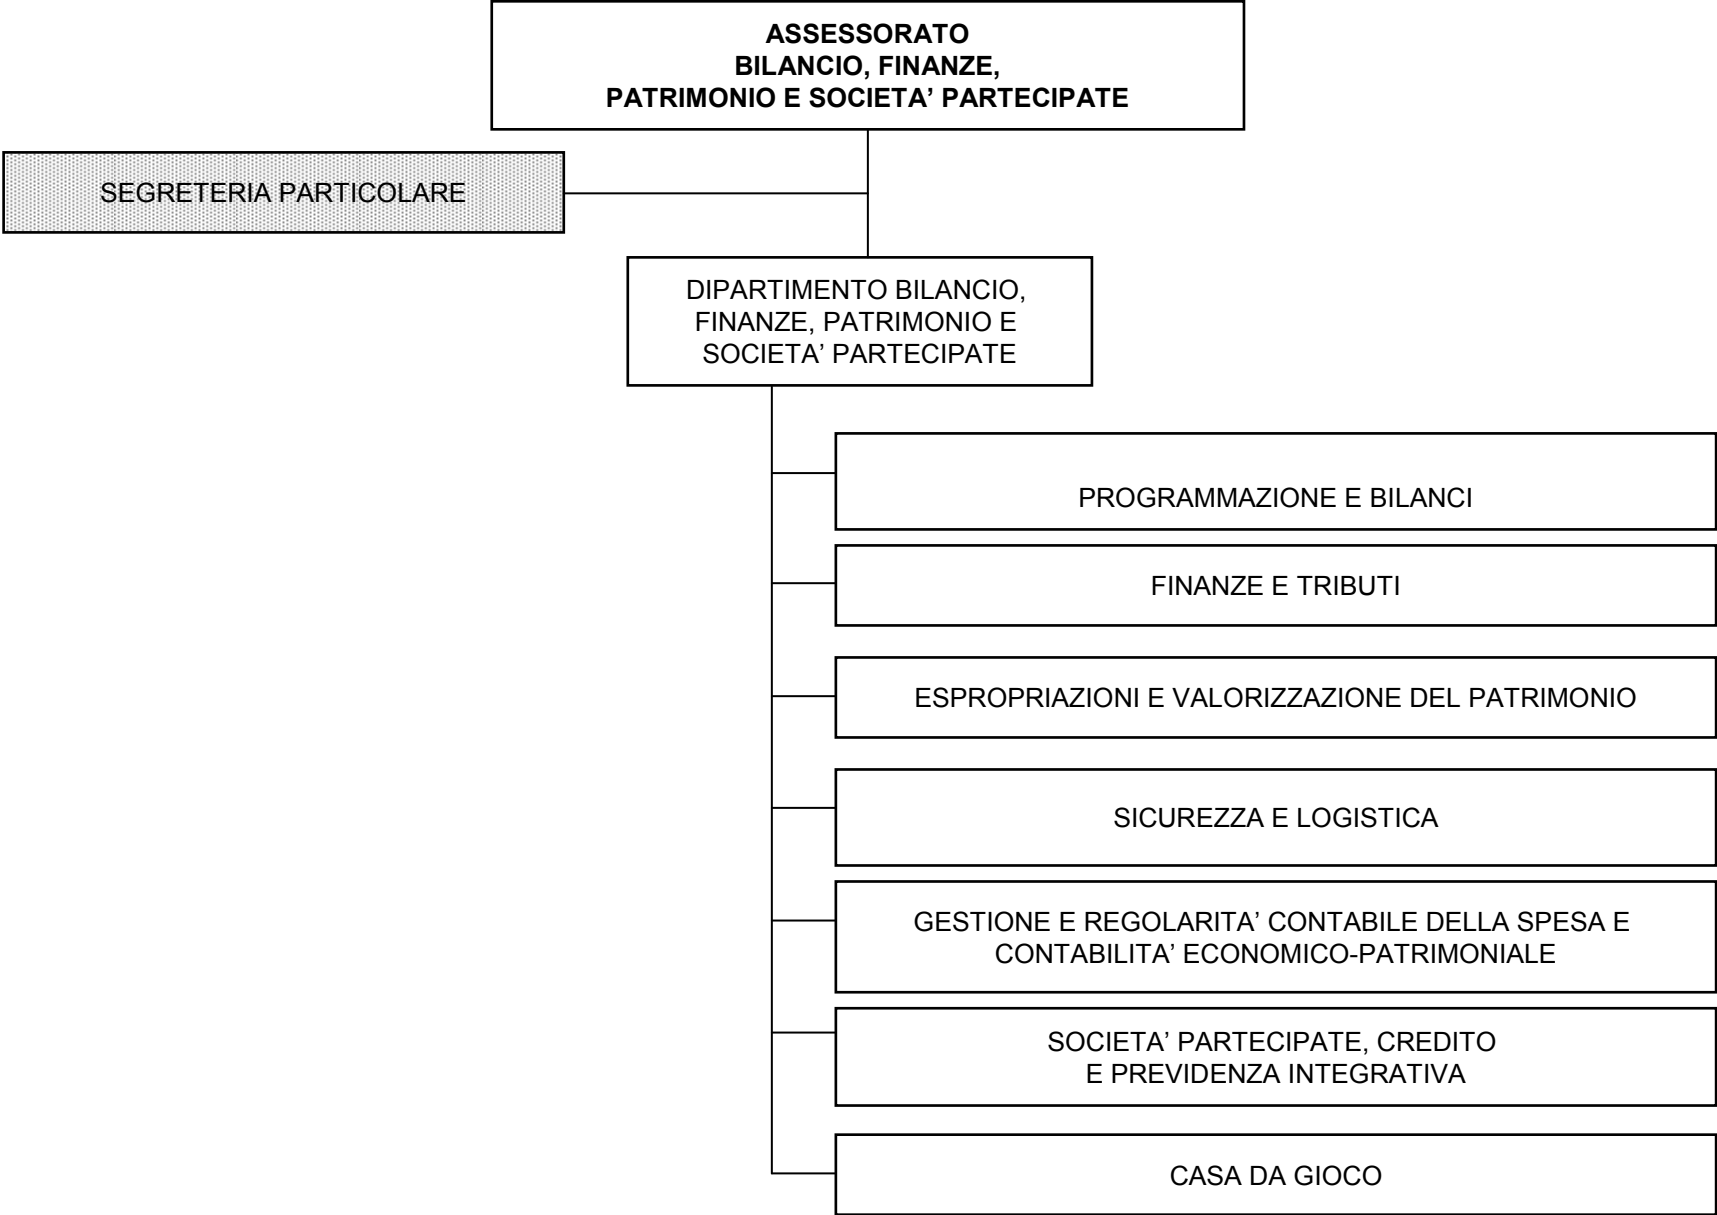 ASSESSORATO
BILANCIO, FINANZE,
PATRIMONIO E SOCIETA’ PARTECIPATE
SEGRETERIA PARTICOLARE
DIPARTIMENTO BILANCIO,
FINANZE, PATRIMONIO E
SOCIETA’ PARTECIPATE
PROGRAMMAZIONE E BILANCI
FINANZE E TRIBUTI
ESPROPRIAZIONI E VALORIZZAZIONE DEL PATRIMONIO
SICUREZZA E LOGISTICA
GESTIONE E REGOLARITA’ CONTABILE DELLA SPESA E
CONTABILITA’ ECONOMICO-PATRIMONIALE
SOCIETA’ PARTECIPATE, CREDITO
E PREVIDENZA INTEGRATIVA
CASA DA GIOCO